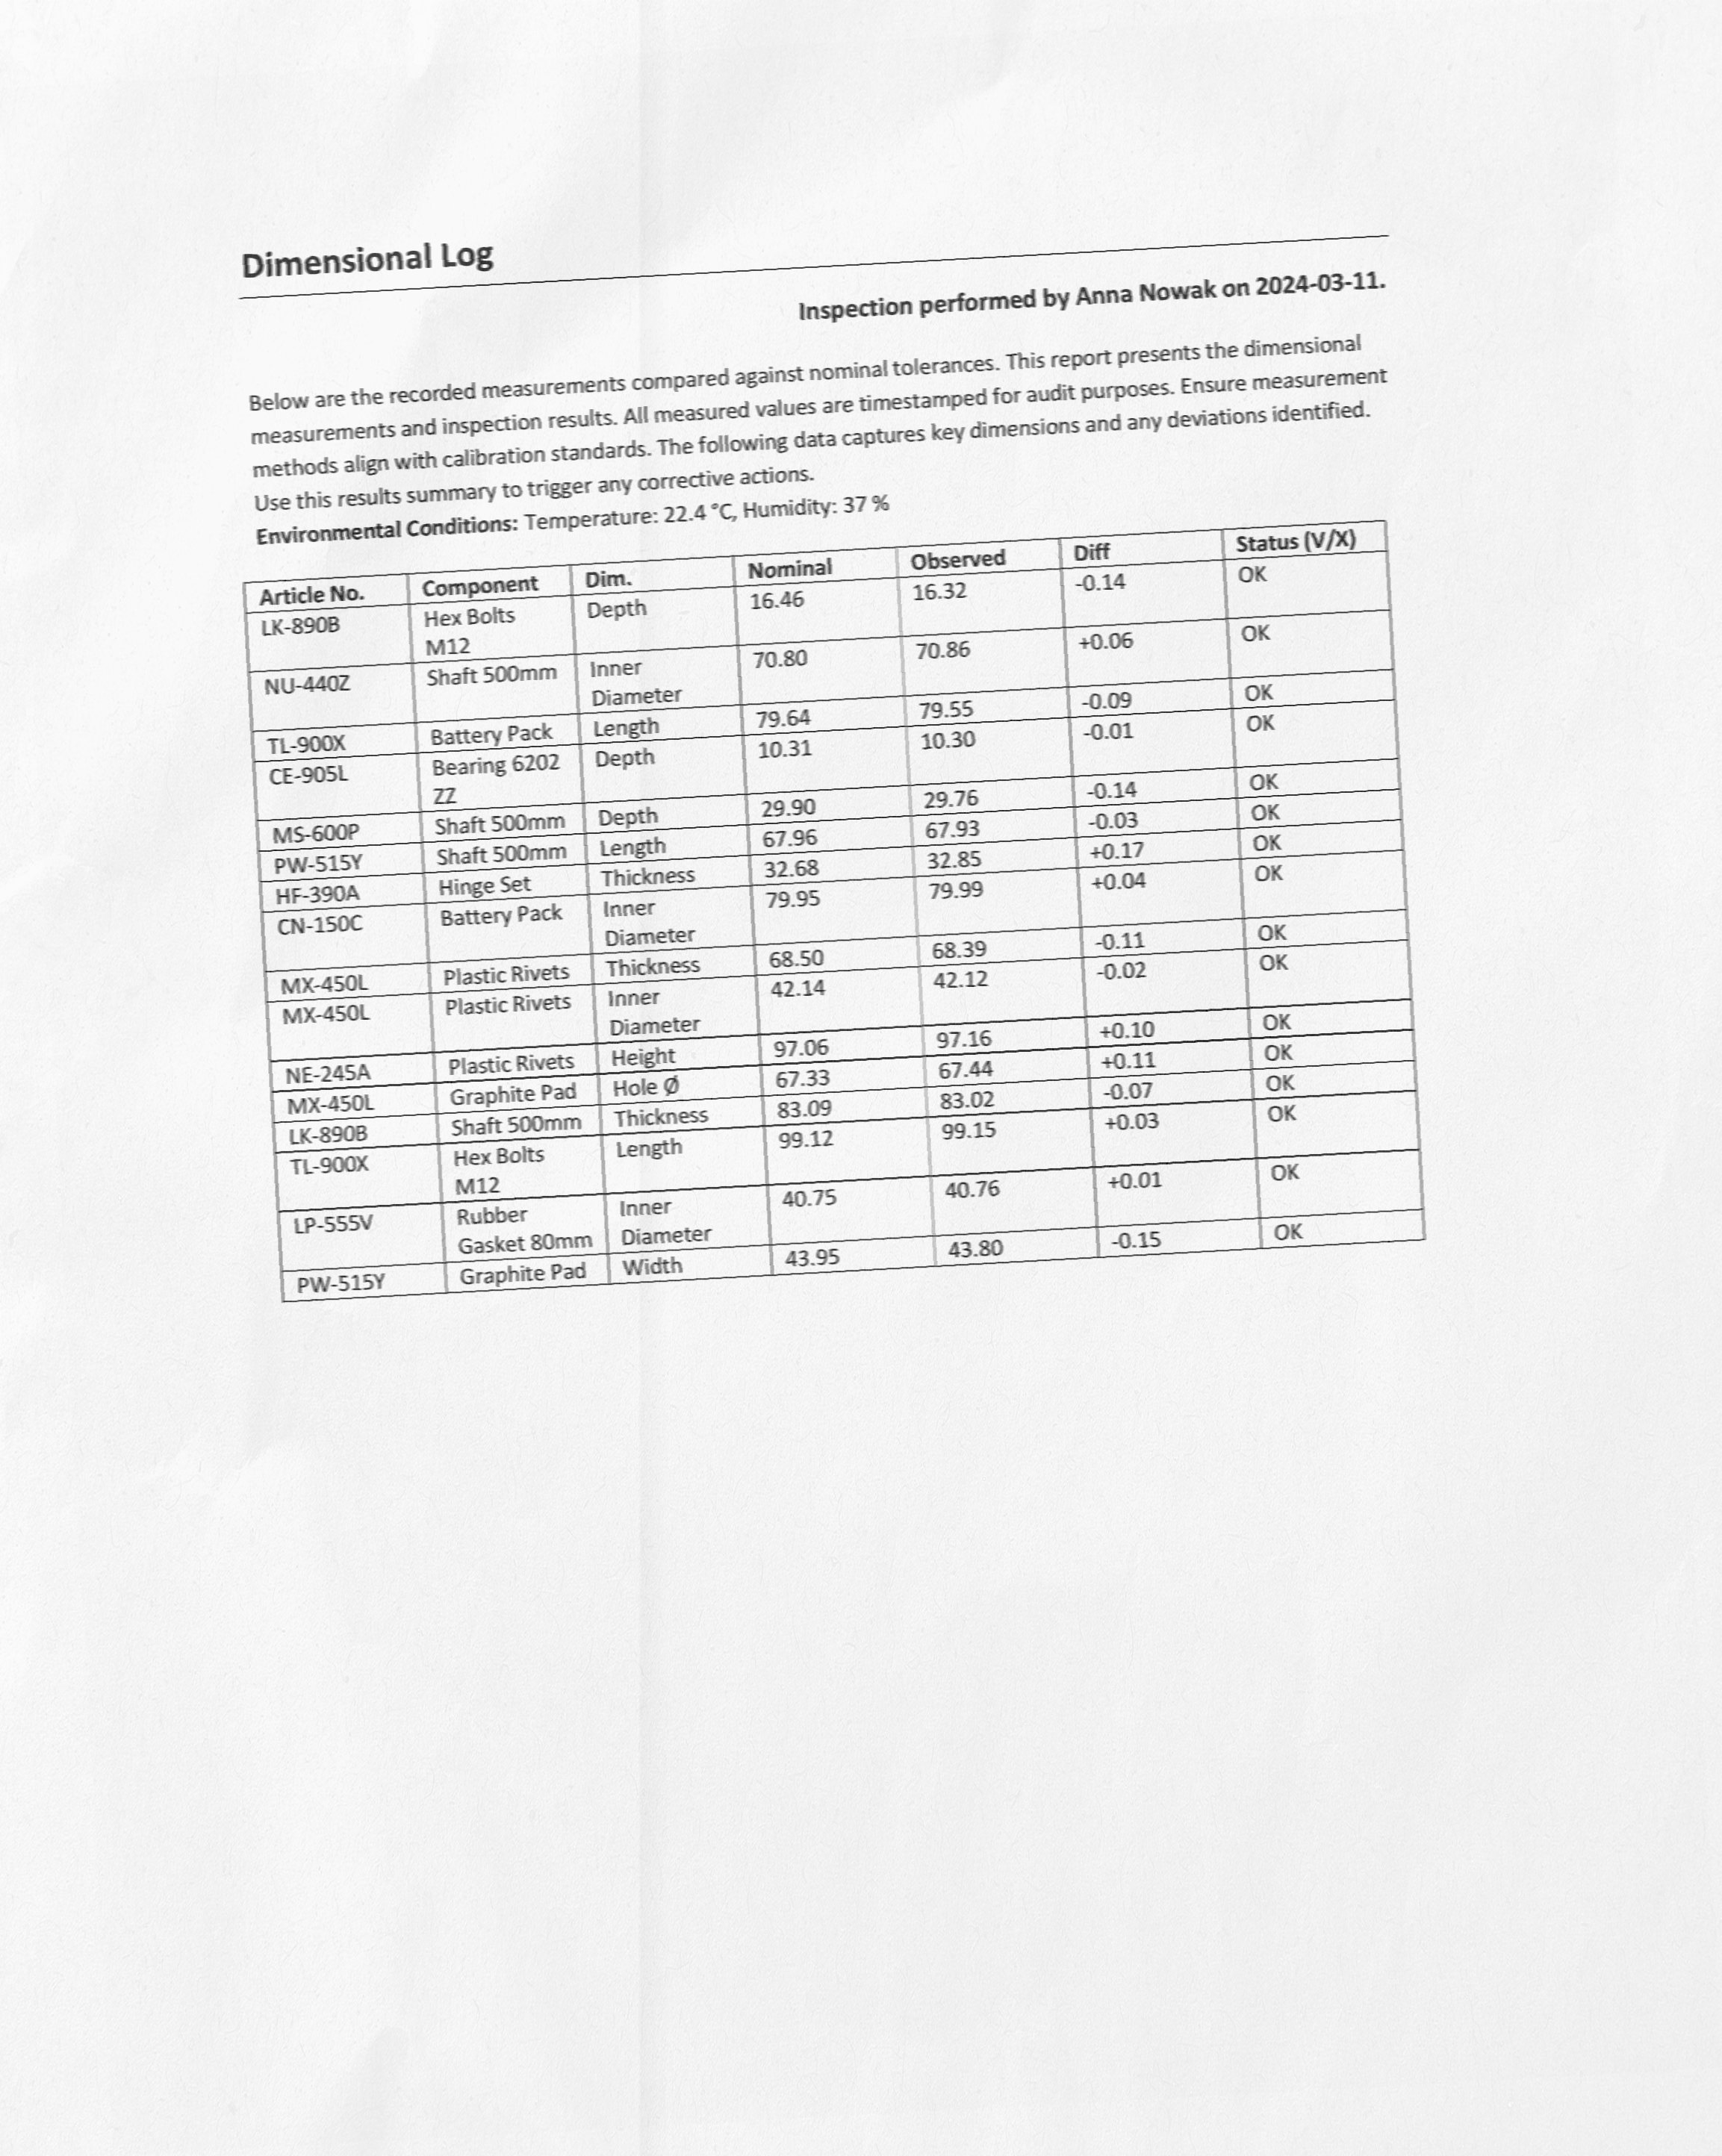 Dimensional Log
Inspection performed by Anna Nowak on 2024-03-11.
Below are the recorded measurements compared against nominal tolerances. This report presents the dimensional
measurements and inspection results. All measured values are timestamped for audit purposes. Ensure measurement
methods align with calibration standards. The following data captures key dimensions and any deviations identified.
Use this results summary to trigger any corrective actions.
Environmental Conditions: Temperature: 22.4 °C, Humidity: 37 %
Article No. Component Dim. Nominal Observed Diff Status (V/X)
LK-890B Hex Bolts Depth 16.46 16.32 -0.14 OK
M12
NU-440Z Shaft 500mm Inner 70.80 70.86 +0.06 OK
Diameter
TL-900X Battery Pack Length 79.64 79.55 -0.09 OK
CE-905L Bearing 6202 Depth 10.31 10.30 -0.01 OK
ZZ
MS-600P Shaft 500mm Depth 29.90 29.76 -0.14 OK
PW-515Y Shaft 500mm Length 67.96 67.93 -0.03 OK
HF-390A Hinge Set Thickness 32.68 32.85 +0.17 OK
CN-150C Battery Pack Inner 79.95 79.99 +0.04 OK
Diameter
MX-450L Plastic Rivets Thickness 68.50 68.39 -0.11 OK
MX-450L Plastic Rivets Inner 42.14 42.12 -0.02 OK
Diameter
NE-245A Plastic Rivets Height 97.06 97.16 +0.10 OK
MX-450L Graphite Pad Hole Ø 67.33 67.44 +0.11 OK
LK-890B Shaft 500mm Thickness 83.09 83.02 -0.07 OK
TL-900X Hex Bolts Length 99.12 99.15 +0.03 OK
M12
LP-555V Rubber Inner 40.75 40.76 +0.01 OK
Gasket 80mm Diameter
PW-515Y Graphite Pad Width 43.95 43.80 -0.15 OK